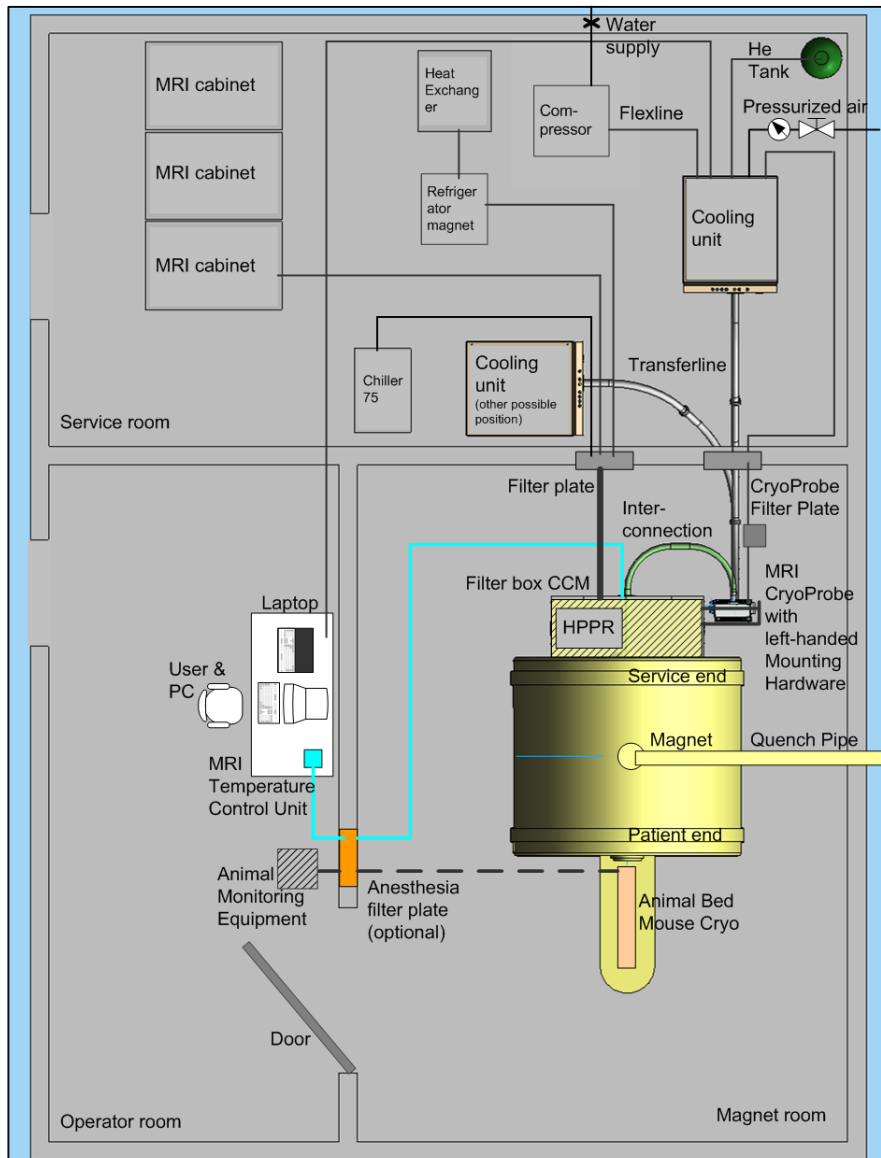 Water
supply
MRI cabinet
Heat
Exchang
er
Com-
pressor
Flexline
He
Tank
Pressurized air
MRI cabinet
Refriger
ator
magnet
Cooling
unit
MRI cabinet
Chiller
75
Cooling
unit
(other possible
position)
Transferline
Service room
Filter plate
CryoProbe
Filter Plate
Inter-
connection
Filter box CCM
HPPR
MRI
CryoProbe
with
left-handed
Mounting
Hardware
Laptop
User &
PC
Service end
Magnet
Quench Pipe
MRI
Temperature
Control Unit
Patient end
Animal
Monitoring
Equipment
Anesthesia
filter plate
(optional)
Animal Bed
Mouse Cryo
Door
Operator room
Magnet room